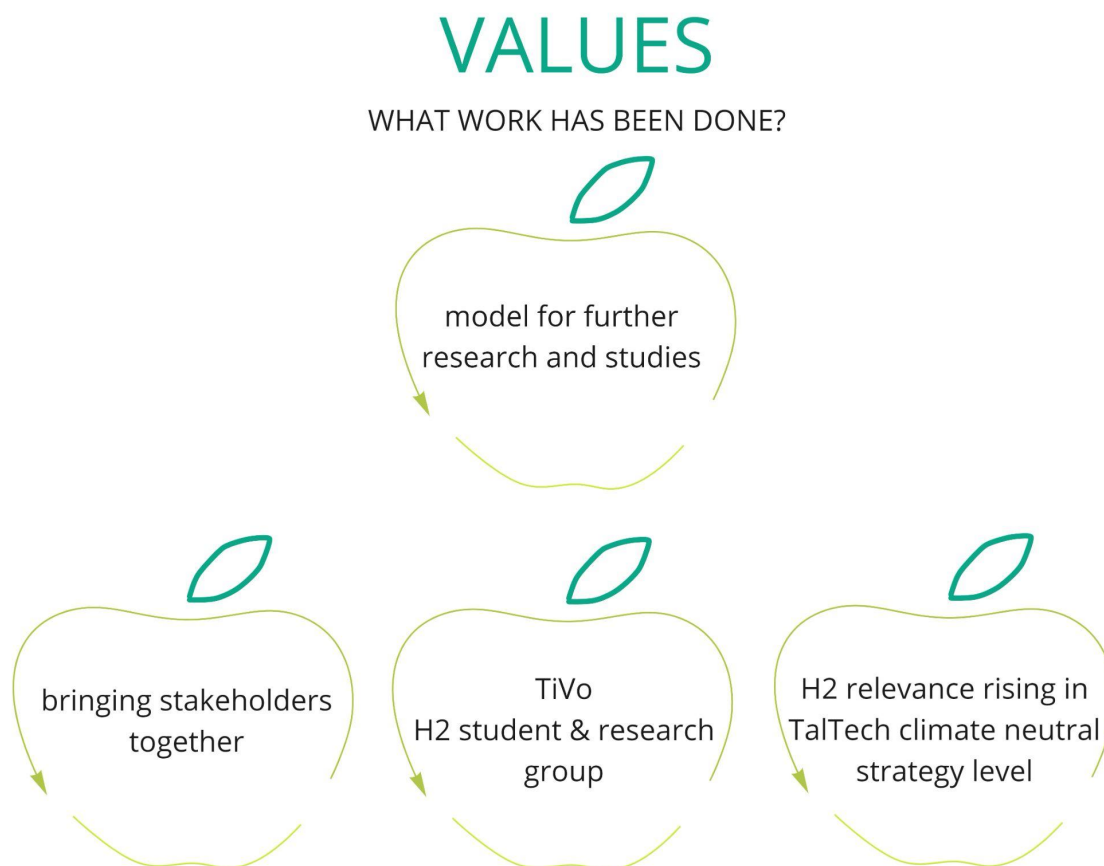 VALUES
WHAT WORK HAS BEEN DONE?
model for further
research and studies
bringing stakeholders
together
TiVo
H2 student & research
group
H2 relevance rising in
TalTech climate neutral
strategy level